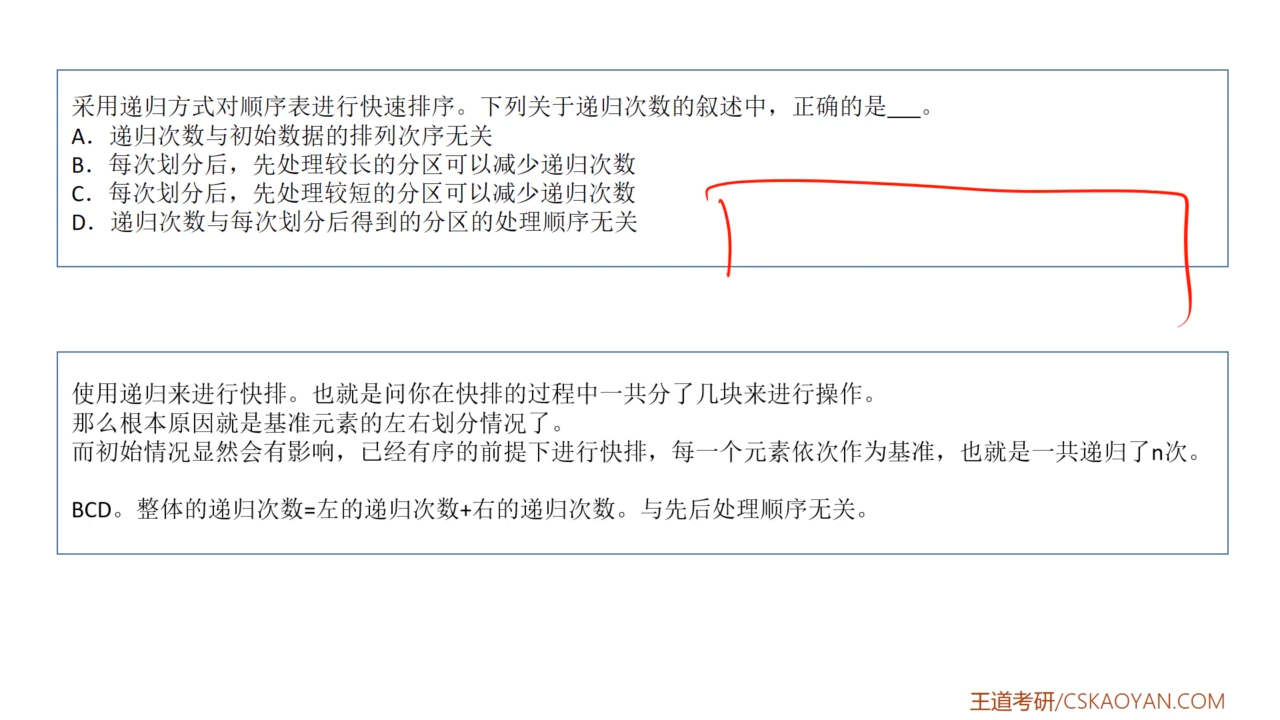 采用递归方式对顺序表进行快速排序。下列关于递归次数的叙述中，正确的是___。
A．递归次数与初始数据的排列次序无关
B．每次划分后，先处理较长的分区可以减少递归次数
C．每次划分后，先处理较短的分区可以减少递归次数
D．递归次数与每次划分后得到的分区的处理顺序无关
使用递归来进行快排。也就是问你在快排的过程中一共分了几块来进行操作。
那么根本原因就是基准元素的左右划分情况了。
而初始情况显然会有影响，已经有序的前提下进行快排，每一个元素依次作为基准，也就是一共递归了n次。
BCD。整体的递归次数=左的递归次数+右的递归次数。与先后处理顺序无关。
王道考研/CSKAOYAN.COM